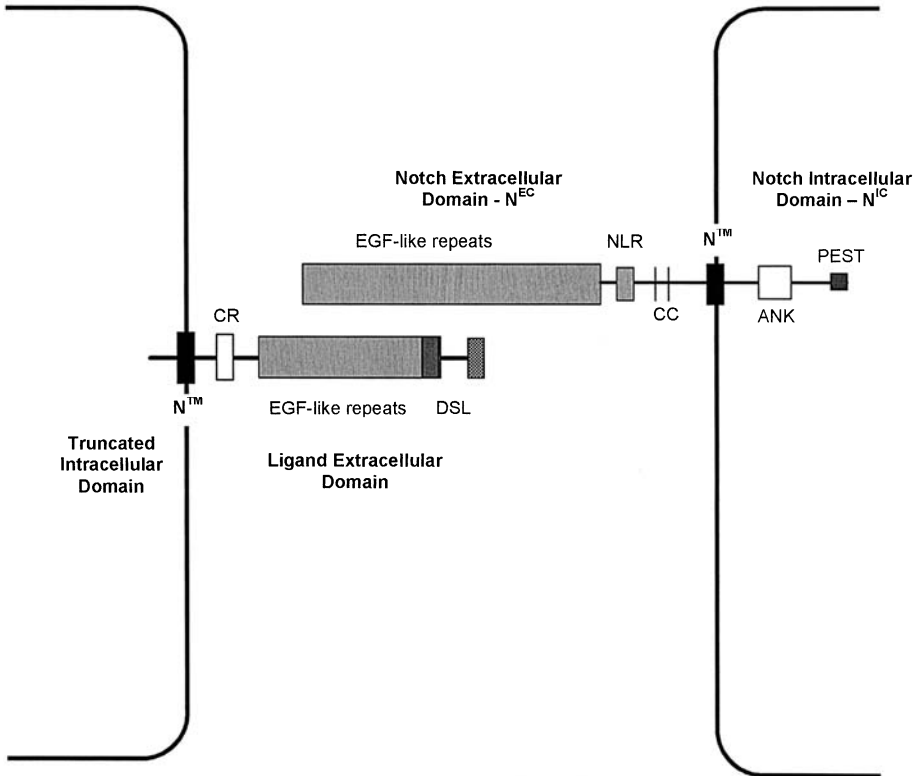 Notch Extracellular
Domain - N^EC
Notch Intracellular
Domain – N^IC
EGF-like repeats
NLR
N^TM
PEST
CC
ANK
CR
N^TM
EGF-like repeats
DSL
Truncated
Intracellular
Domain
Ligand Extracellular
Domain